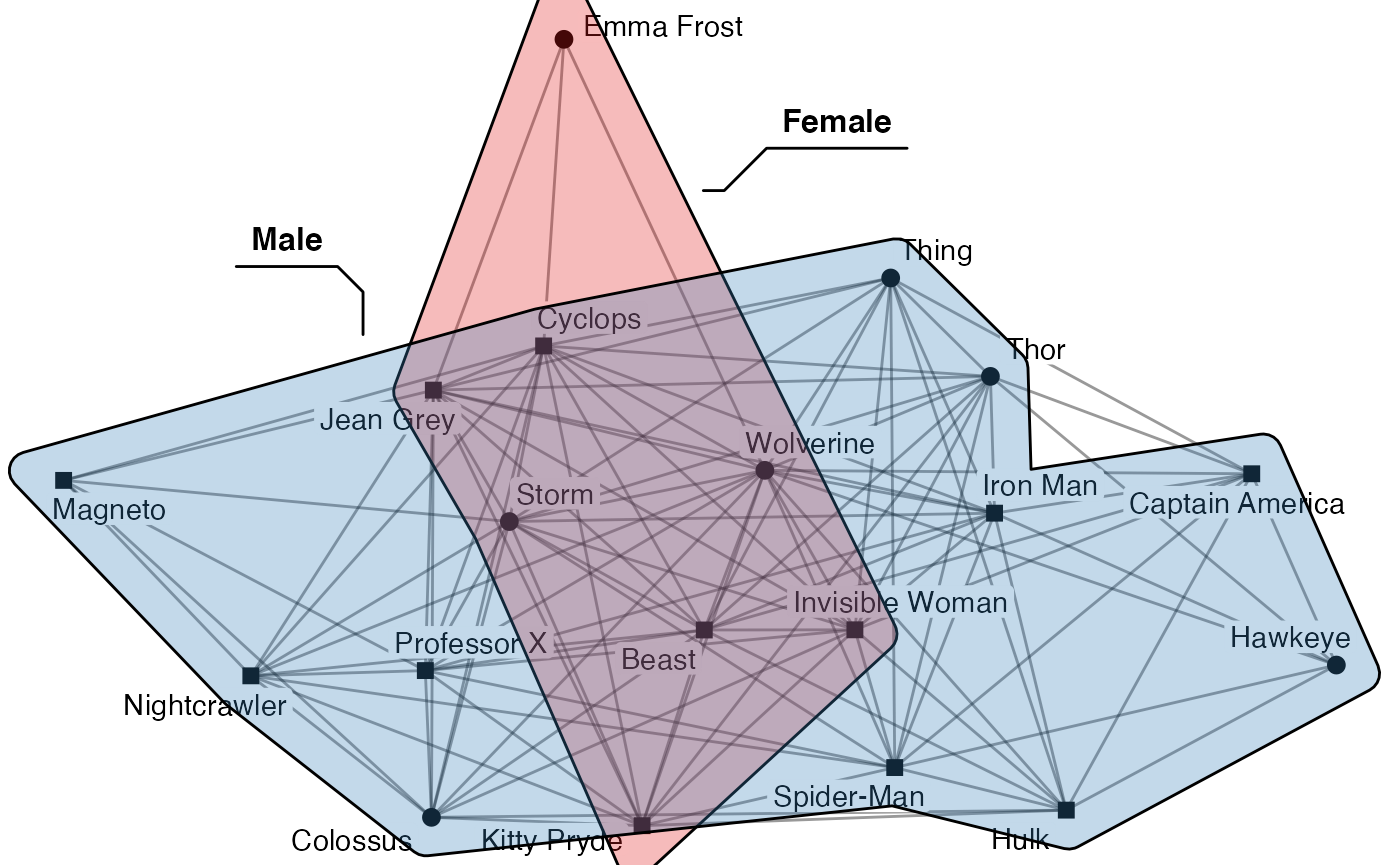 Emma Frost
Female
Male
Thing
Cyclops
Thor
Jean Grey
Wolverine
Iron Man
Storm
Captain America
Magneto
Invisible Woman
Professor X
Hawkeye
Beast
Nightcrawler
Spider-Man
Colossus
Kitty Pryde
Hulk